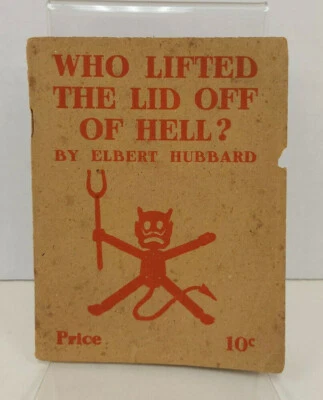 WHO LIFTED
THE LID OFF
OF HELL?
BY ELBERT HUBBARD
Price 10c